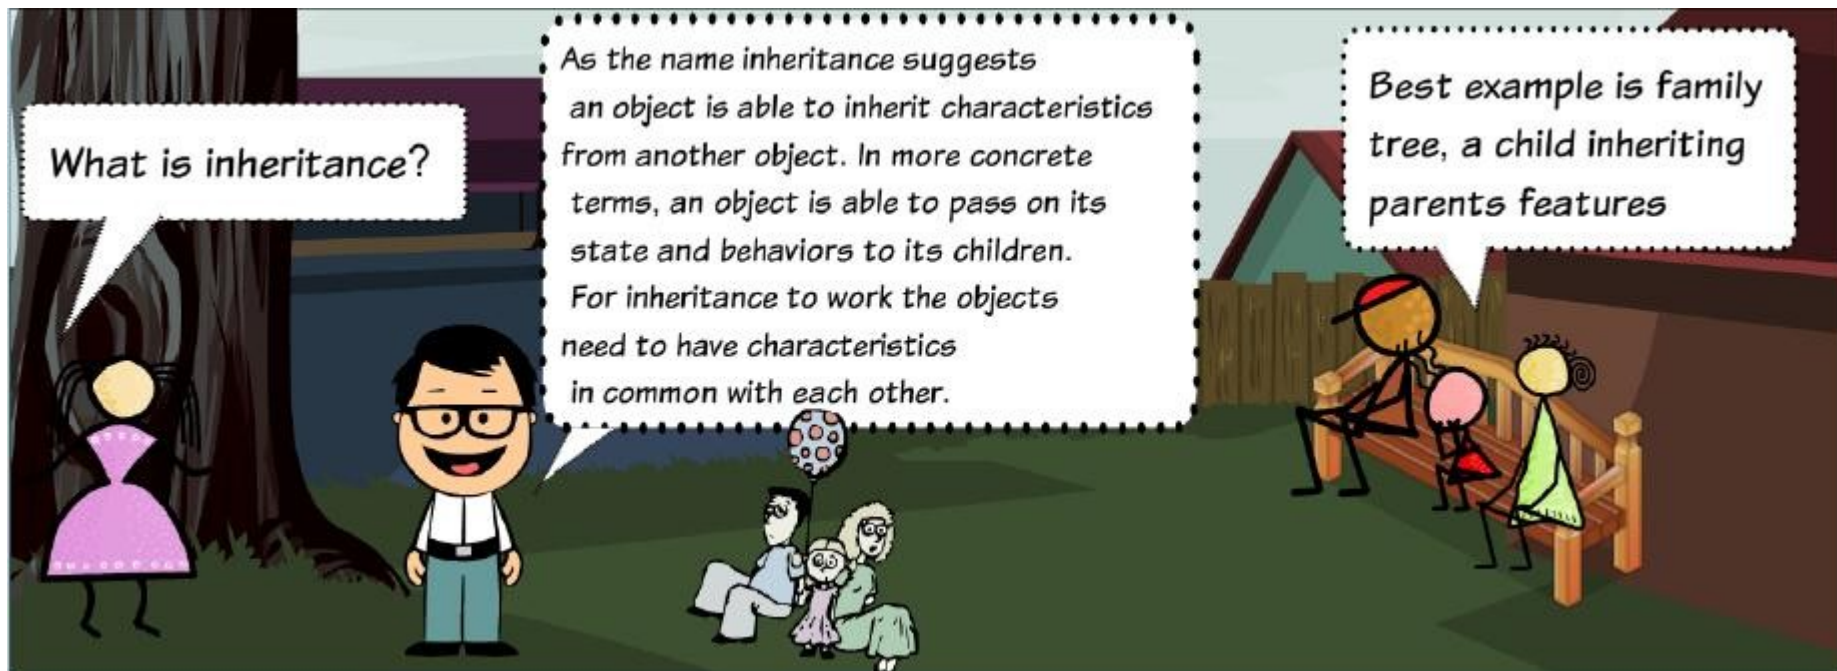 What is inheritance?
As the name inheritance suggests
an object is able to inherit characteristics
from another object. In more concrete
terms, an object is able to pass on its
state and behaviors to its children.
For inheritance to work the objects
need to have characteristics
in common with each other.
Best example is family
tree, a child inheriting
parents features